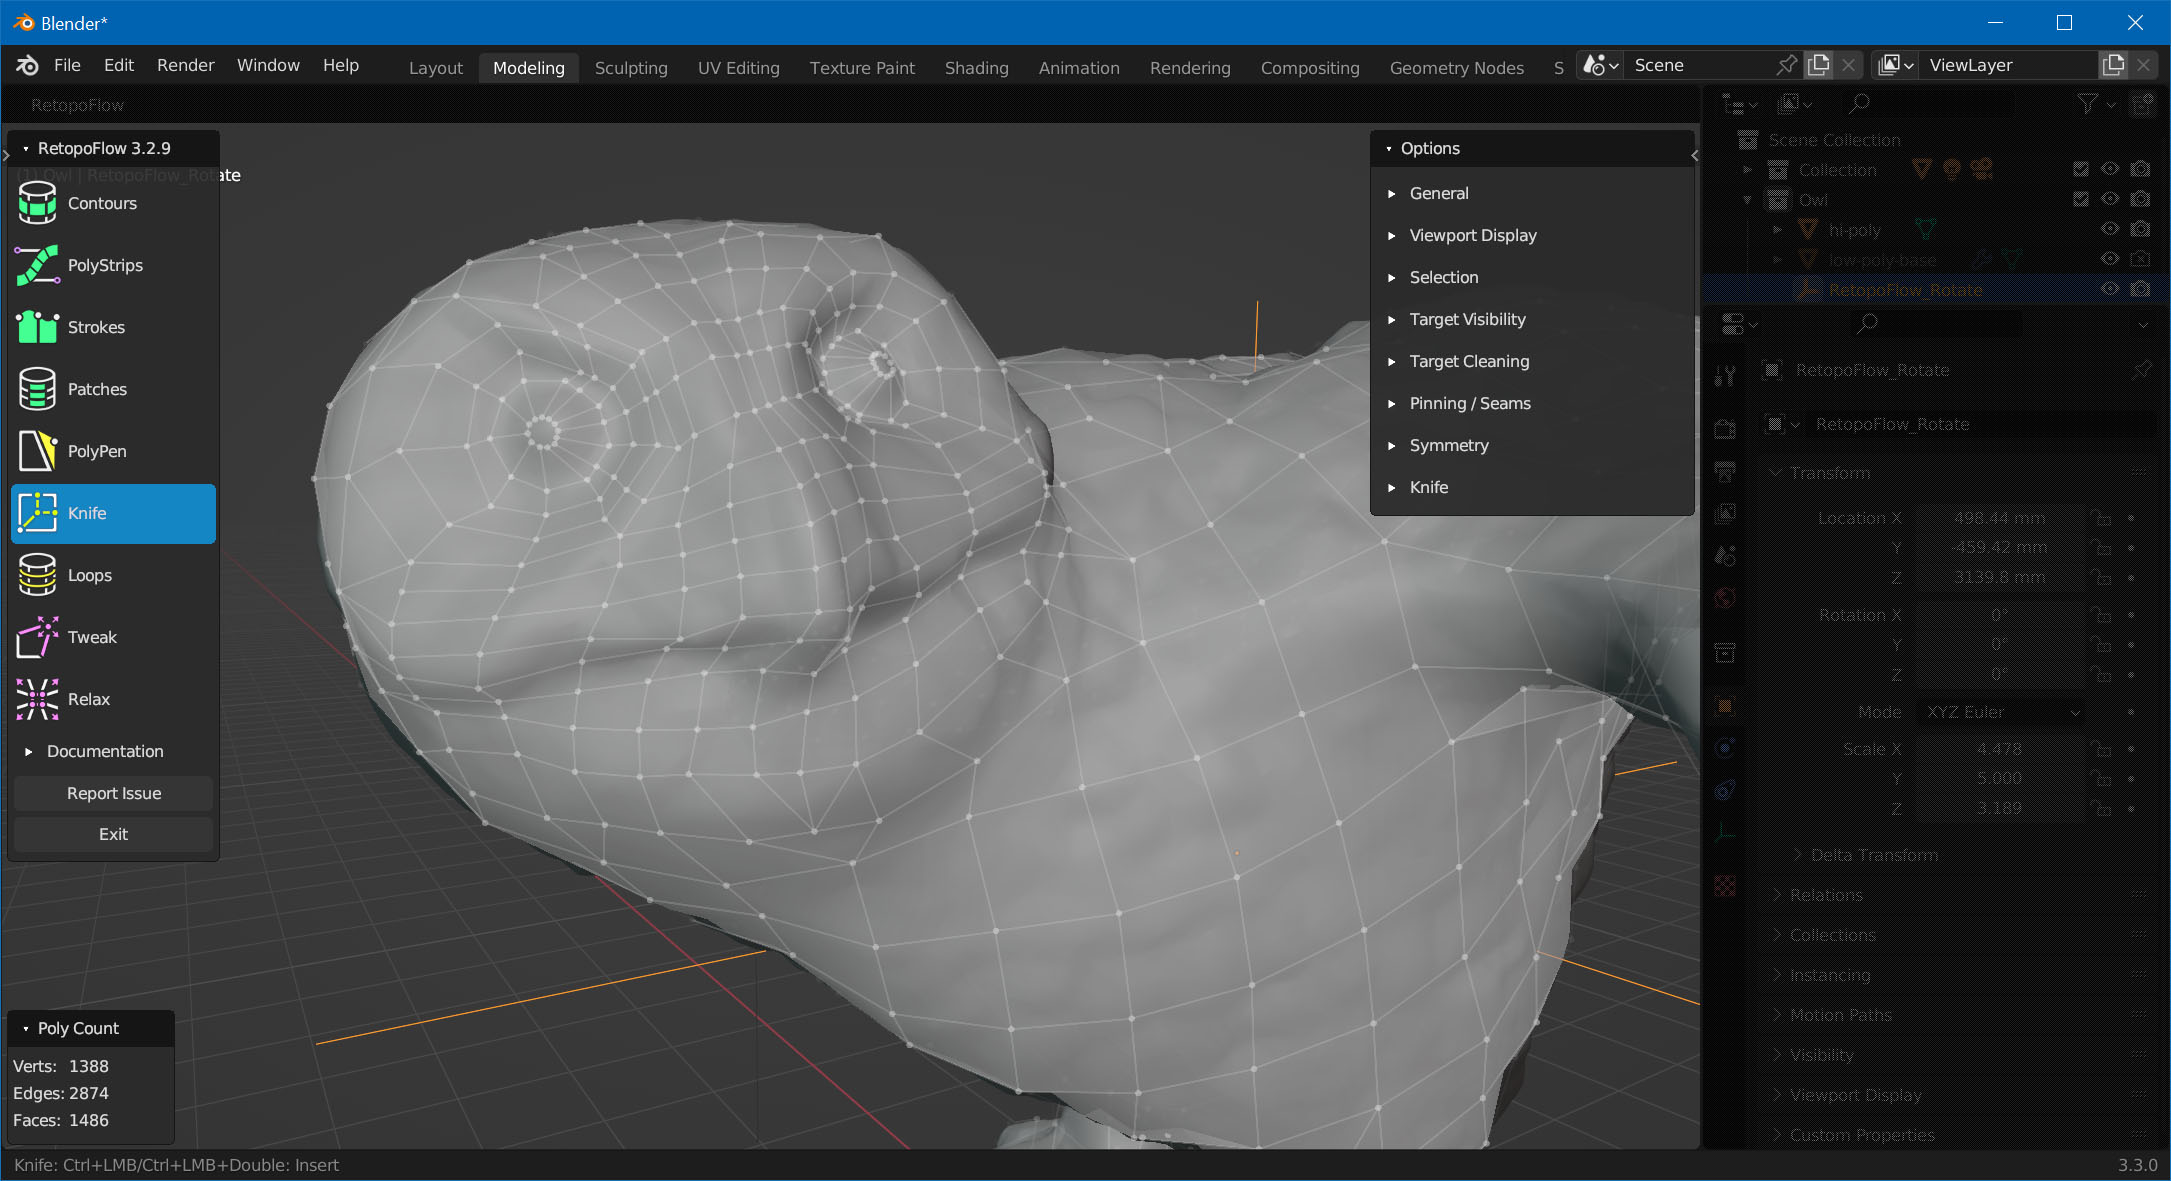 Blender*
File Edit Render Window Help Layout Modeling Sculpting UV Editing Texture Paint Shading Animation Rendering Compositing Geometry Nodes S Scene ViewLayer
RetopoFlow
RetopoFlow 3.2.9
(1) Owl | RetopoFlow_Rotate
Contours
PolyStrips
Strokes
Patches
PolyPen
Knife
Loops
Tweak
Relax
Documentation
Report Issue
Exit
Poly Count
Verts: 1388
Edges: 2874
Faces: 1486
Options
General
Viewport Display
Selection
Target Visibility
Target Cleaning
Pinning / Seams
Symmetry
Knife
Scene Collection
Collection
Owl
hi-poly
low-poly-base
RetopoFlow_Rotate
RetopoFlow_Rotate
RetopoFlow_Rotate
Transform
Location X 498.44 mm
Y -459.42 mm
Z 3139.8 mm
Rotation X 0°
Y 0°
Z 0°
Mode XYZ Euler
Scale X 4.478
Y 5.000
Z 3.189
Delta Transform
Relations
Collections
Instancing
Motion Paths
Visibility
Viewport Display
Custom Properties
Knife: Ctrl+LMB/Ctrl+LMB+Double: Insert
3.3.0